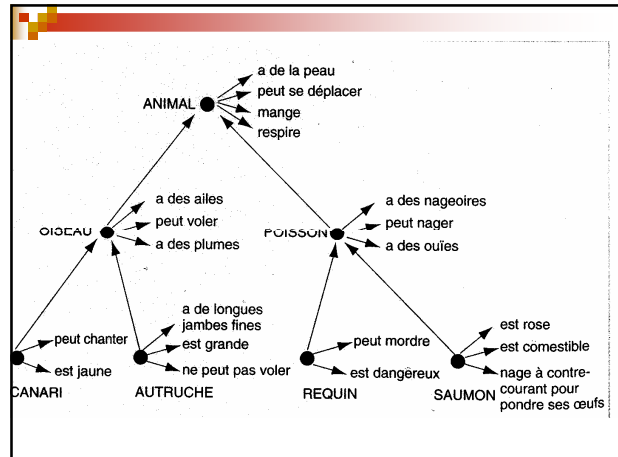 ANIMAL
a de la peau
peut se déplacer
mange
respire
OISEAU
a des ailes
peut voler
a des plumes
POISSON
a des nageoires
peut nager
a des ouïes
CANARI
peut chanter
est jaune
AUTRUCHE
a de longues
jambes fines
est grande
ne peut pas voler
REQUIN
peut mordre
est dangereux
SAUMON
est rose
est comestible
nage à contre-
courant pour
pondre ses œufs